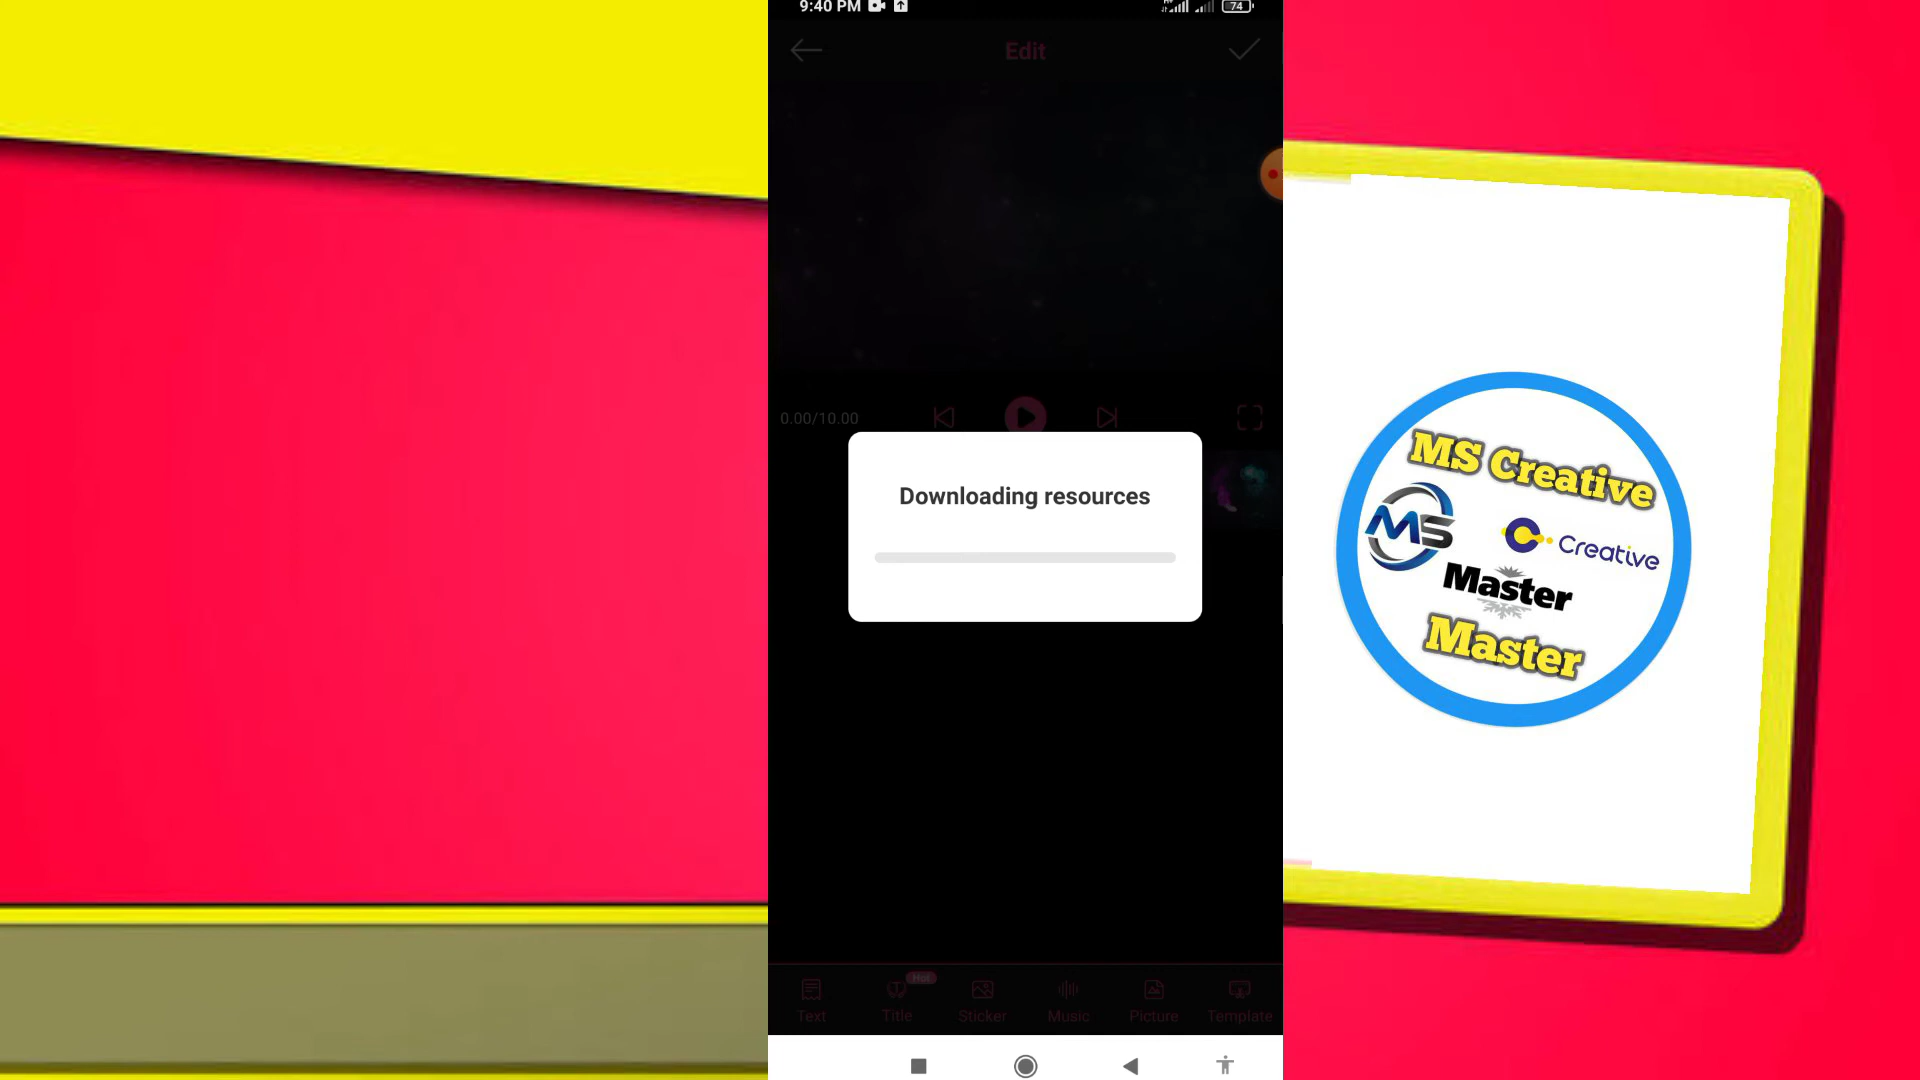 9:40 PM
74
Edit
0.00/10.00
Downloading resources
Hot
Text
Title
Sticker
Music
Picture
Template
MS Creative
MS
Creative
Master
Master